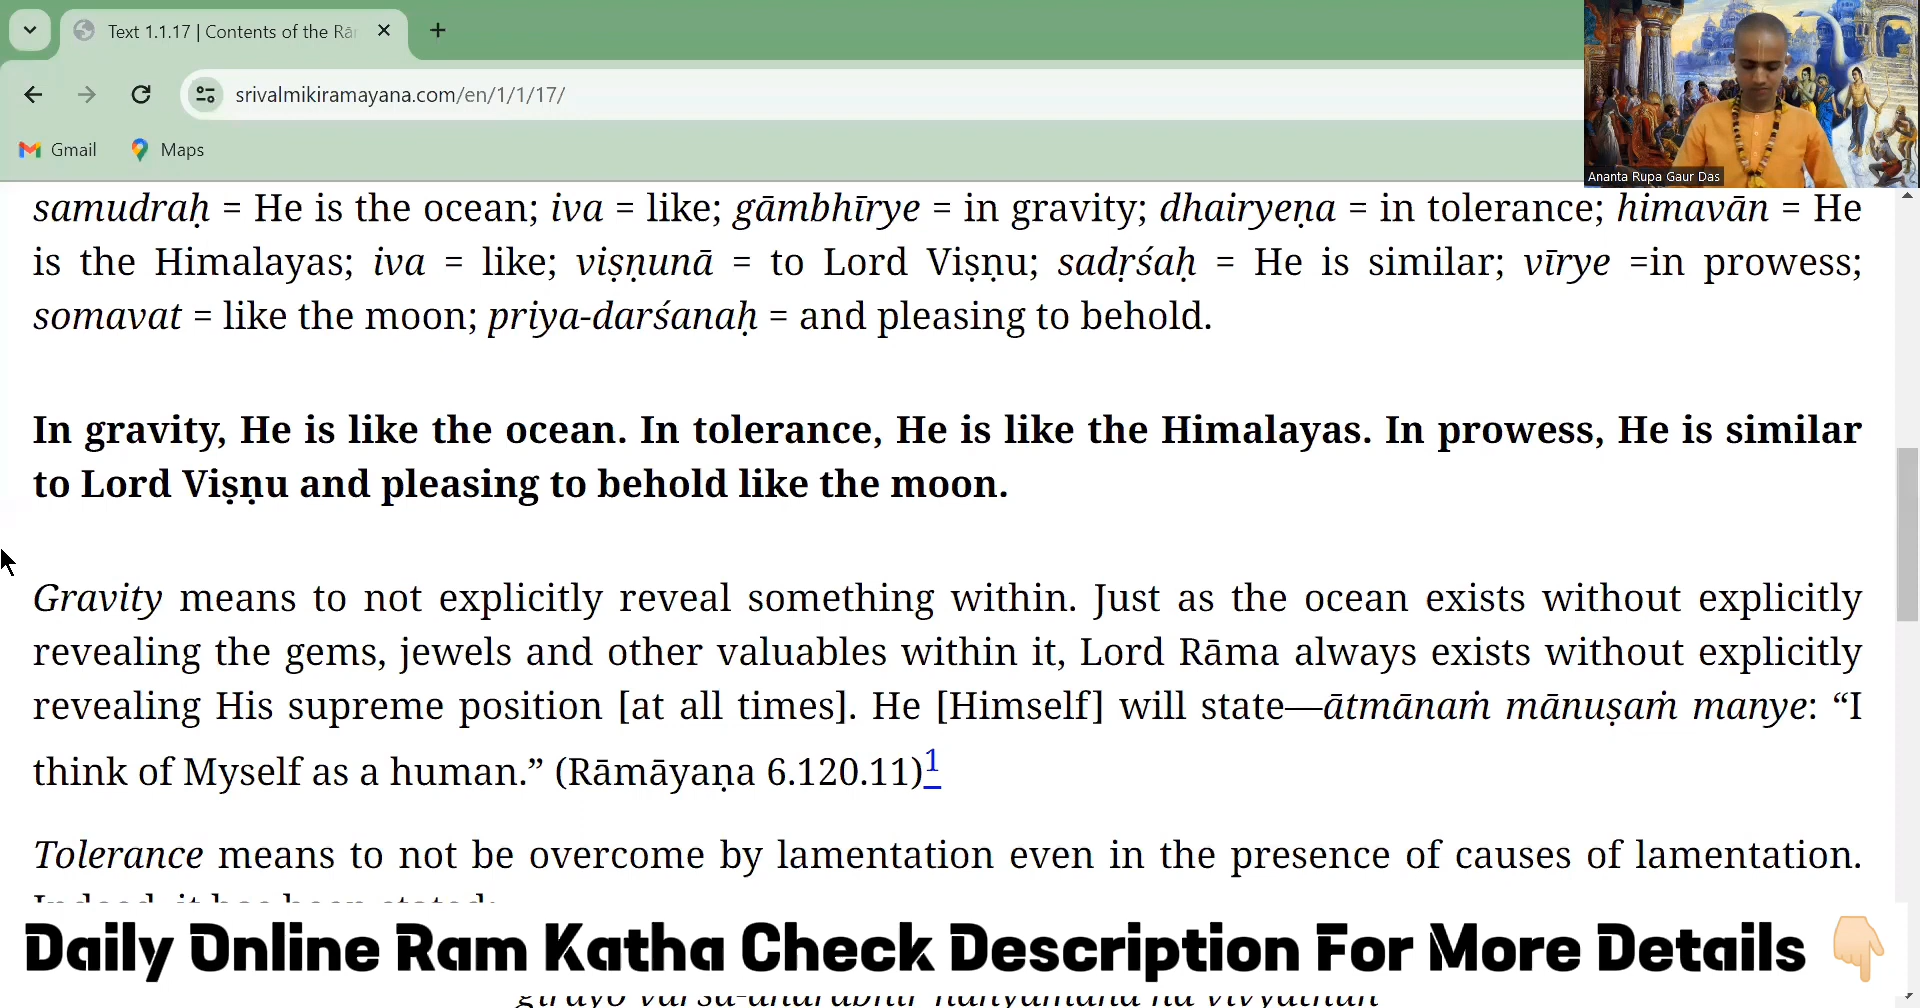 Text 1.1.17 | Contents of the Rā
srivalmikiramayana.com/en/1/1/17/
Gmail
Maps
Ananta Rupa Gaur Das
samudraḥ = He is the ocean; iva = like; gāmbhīrye = in gravity; dhairyeṇa = in tolerance; himavān = He
is the Himalayas; iva = like; viṣṇunā = to Lord Viṣṇu; sadṛśaḥ = He is similar; vīrye =in prowess;
somavat = like the moon; priya-darśanaḥ = and pleasing to behold.
In gravity, He is like the ocean. In tolerance, He is like the Himalayas. In prowess, He is similar
to Lord Viṣṇu and pleasing to behold like the moon.
Gravity means to not explicitly reveal something within. Just as the ocean exists without explicitly
revealing the gems, jewels and other valuables within it, Lord Rāma always exists without explicitly
revealing His supreme position [at all times]. He [Himself] will state—ātmānaṁ mānuṣaṁ manye: “I
think of Myself as a human.” (Rāmāyaṇa 6.120.11)1
Tolerance means to not be overcome by lamentation even in the presence of causes of lamentation.
Indeed, it has been stated:
Daily Online Ram Katha Check Description For More Details